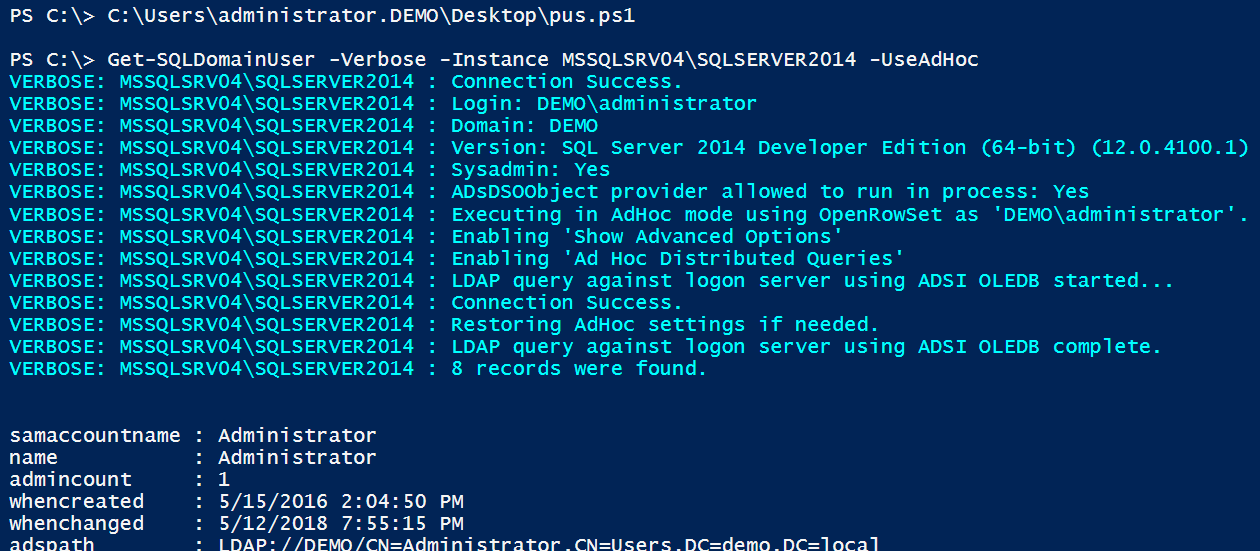 PS C:\> C:\Users\administrator.DEMO\Desktop\pus.ps1
PS C:\> Get-SQLDomainUser -Verbose -Instance MSSQLSRV04\SQLSERVER2014 -UseAdHoc
VERBOSE: MSSQLSRV04\SQLSERVER2014 : Connection Success.
VERBOSE: MSSQLSRV04\SQLSERVER2014 : Login: DEMO\administrator
VERBOSE: MSSQLSRV04\SQLSERVER2014 : Domain: DEMO
VERBOSE: MSSQLSRV04\SQLSERVER2014 : Version: SQL Server 2014 Developer Edition (64-bit) (12.0.4100.1)
VERBOSE: MSSQLSRV04\SQLSERVER2014 : Sysadmin: Yes
VERBOSE: MSSQLSRV04\SQLSERVER2014 : ADsDSOObject provider allowed to run in process: Yes
VERBOSE: MSSQLSRV04\SQLSERVER2014 : Executing in AdHoc mode using OpenRowSet as 'DEMO\administrator'.
VERBOSE: MSSQLSRV04\SQLSERVER2014 : Enabling 'Show Advanced Options'
VERBOSE: MSSQLSRV04\SQLSERVER2014 : Enabling 'Ad Hoc Distributed Queries'
VERBOSE: MSSQLSRV04\SQLSERVER2014 : LDAP query against logon server using ADSI OLEDB started...
VERBOSE: MSSQLSRV04\SQLSERVER2014 : Connection Success.
VERBOSE: MSSQLSRV04\SQLSERVER2014 : Restoring AdHoc settings if needed.
VERBOSE: MSSQLSRV04\SQLSERVER2014 : LDAP query against logon server using ADSI OLEDB complete.
VERBOSE: MSSQLSRV04\SQLSERVER2014 : 8 records were found.
samaccountname : Administrator
name : Administrator
admincount : 1
whencreated : 5/15/2016 2:04:50 PM
whenchanged : 5/12/2018 7:55:15 PM
adspath : LDAP://DEMO/CN=Administrator,CN=Users,DC=demo,DC=local